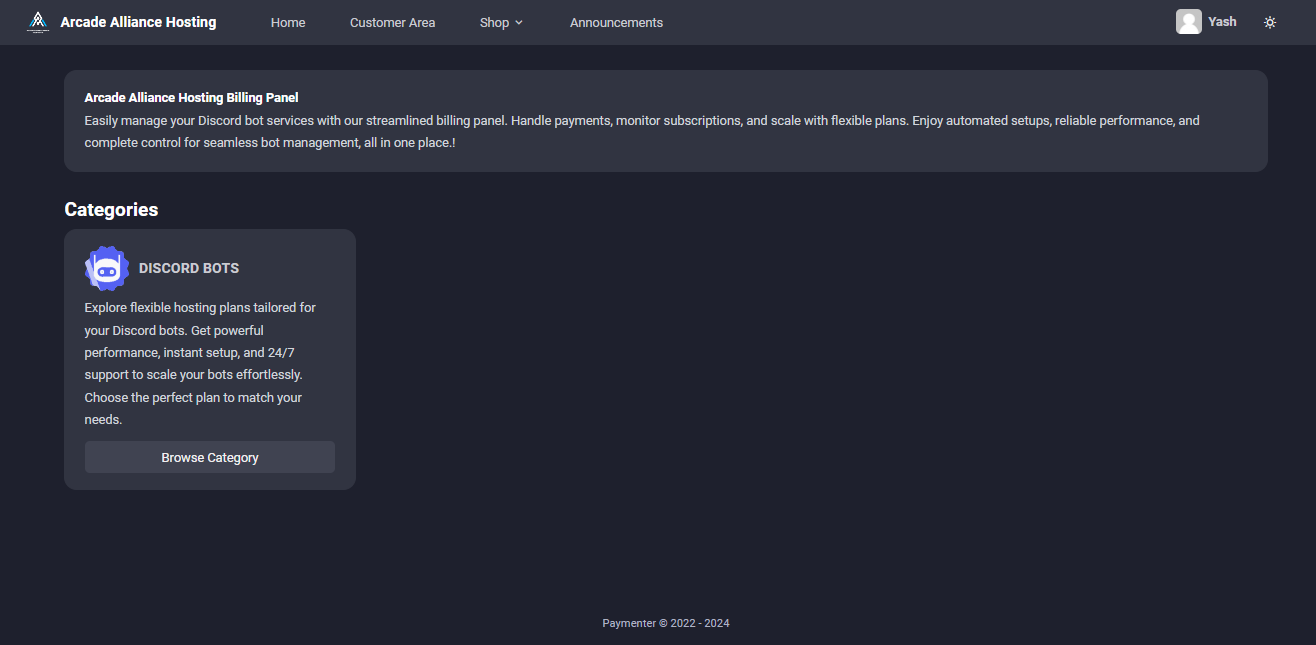 Arcade Alliance Hosting Home Customer Area Shop Announcements Yash
Arcade Alliance Hosting Billing Panel
Easily manage your Discord bot services with our streamlined billing panel. Handle payments, monitor subscriptions, and scale with flexible plans. Enjoy automated setups, reliable performance, and
complete control for seamless bot management, all in one place.!
Categories
DISCORD BOTS
Explore flexible hosting plans tailored for
your Discord bots. Get powerful
performance, instant setup, and 24/7
support to scale your bots effortlessly.
Choose the perfect plan to match your
needs.
Browse Category
Paymenter © 2022 - 2024